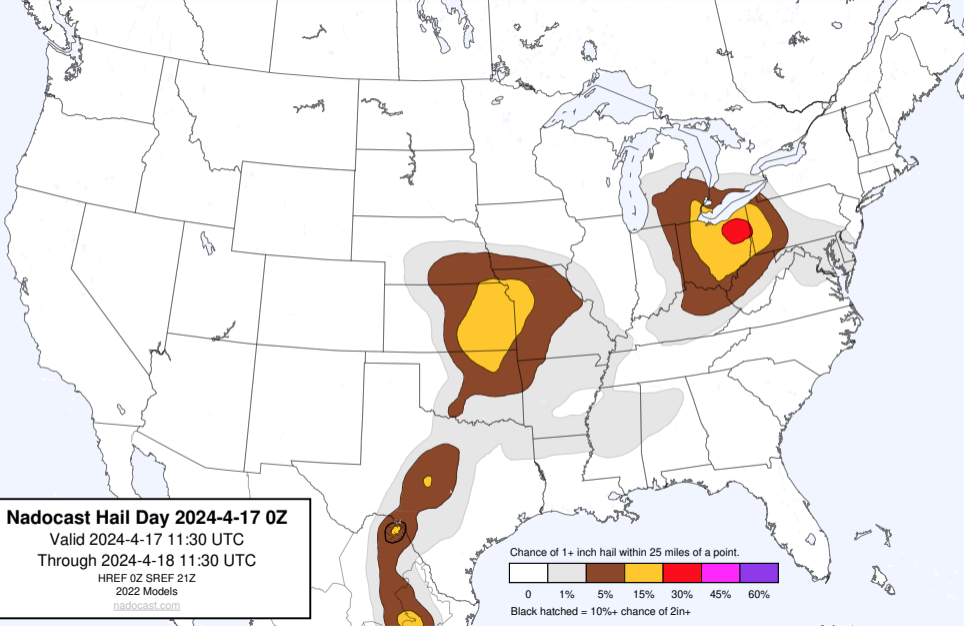 Nadocast Hail Day 2024-4-17 0Z
Valid 2024-4-17 11:30 UTC
Through 2024-4-18 11:30 UTC
HREF 0Z SREF 21Z
2022 Models
nadocast.com
Chance of 1+ inch hail within 25 miles of a point.
0 1% 5% 15% 30% 45% 60%
Black hatched = 10%+ chance of 2in+